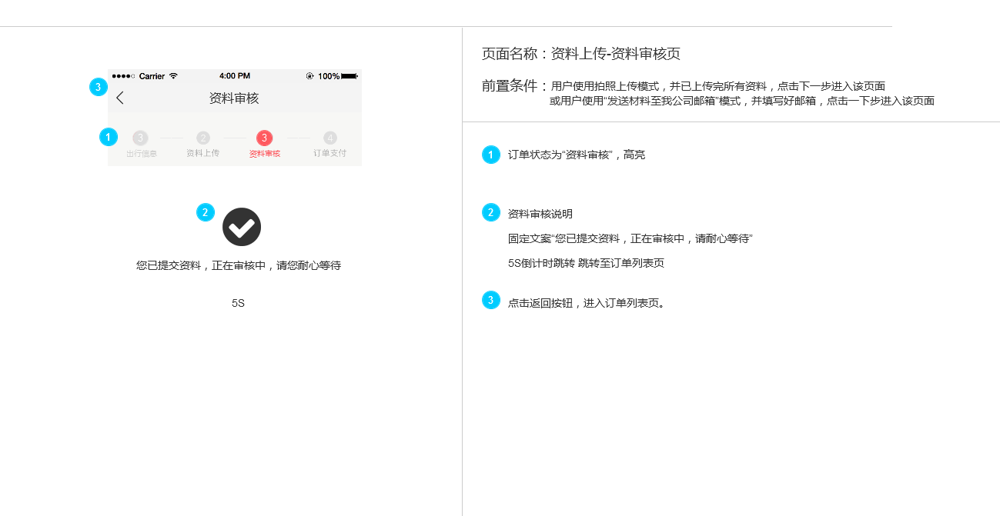 Carrier 4:00 PM 100%
3
资料审核
1
3 2 3 4
出行信息 资料上传 资料审核 订单支付
2
您已提交资料，正在审核中，请您耐心等待
5S
页面名称：资料上传-资料审核页
前置条件：用户使用拍照上传模式，并已上传完所有资料，点击下一步进入该页面
或用户使用“发送材料至我公司邮箱”模式，并填写好邮箱，点击一下步进入该页面
1 订单状态为“资料审核”，高亮
2 资料审核说明
固定文案“您已提交资料，正在审核中，请耐心等待”
5S倒计时跳转 跳转至订单列表页
3 点击返回按钮，进入订单列表页。